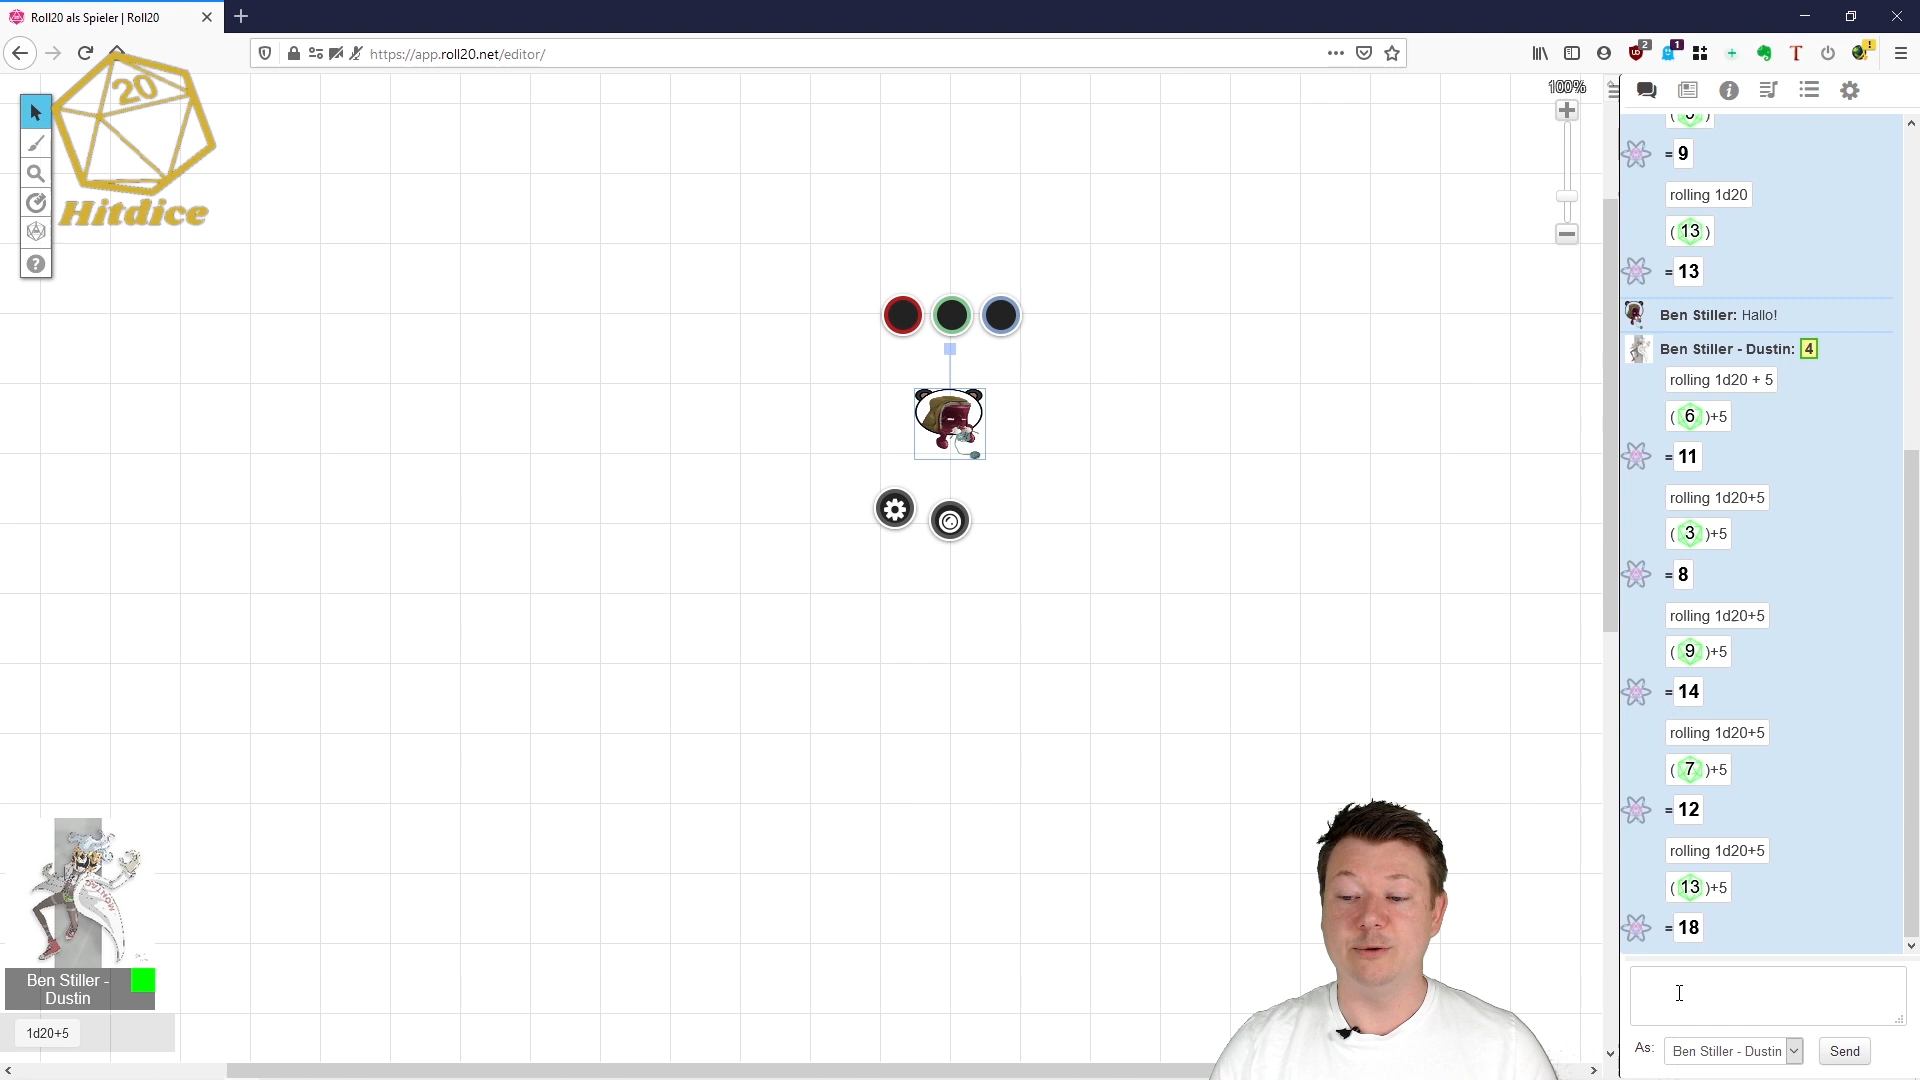 Roll20 als Spieler | Roll20
https://app.roll20.net/editor/
2
1
!
20
Hitdice
100%
= 9
rolling 1d20
( 13 )
= 13
Ben Stiller: Hallo!
Ben Stiller - Dustin: 4
rolling 1d20 + 5
( 6 )+5
= 11
rolling 1d20+5
( 3 )+5
= 8
rolling 1d20+5
( 9 )+5
= 14
rolling 1d20+5
( 7 )+5
= 12
rolling 1d20+5
( 13 )+5
= 18
Ben Stiller -
Dustin
1d20+5
As: Ben Stiller - Dustin
Send